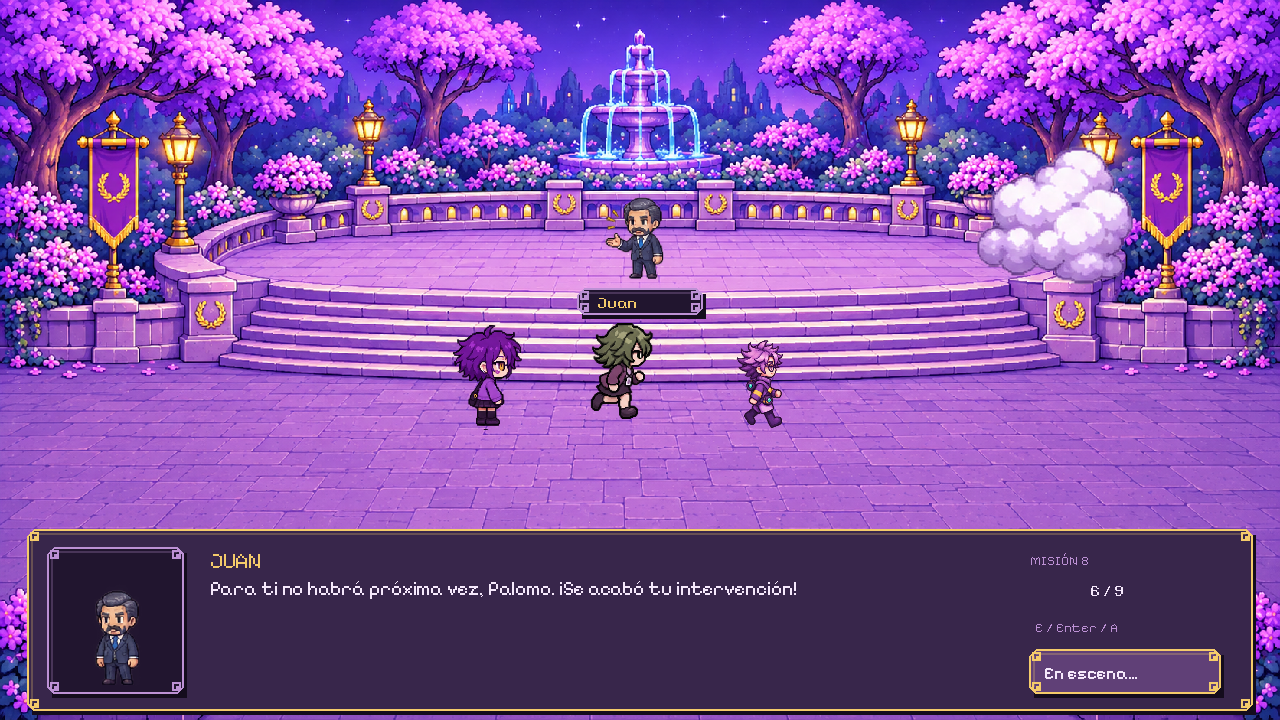 Juan
JUAN
Para ti no habrá próxima vez, Palomo. ¡Se acabó tu intervención!
MISIÓN 8
6 / 9
E / Enter / A
En escena...